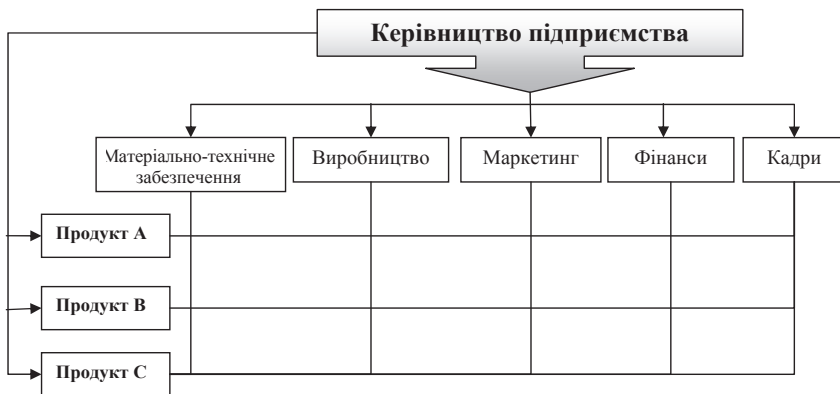 Керівництво підприємства
Матеріально-технічне
забезпечення
Виробництво
Маркетинг
Фінанси
Кадри
Продукт А
Продукт В
Продукт С